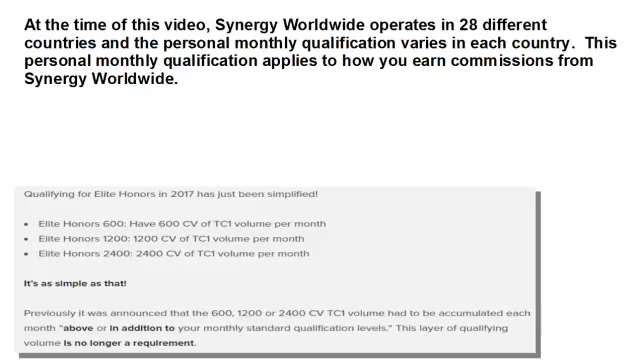 At the time of this video, Synergy Worldwide operates in 28 different
countries and the personal monthly qualification varies in each country.  This
personal monthly qualification applies to how you earn commissions from
Synergy Worldwide.
Qualifying for Elite Honors in 2017 has just been simplified!
• Elite Honors 600: Have 600 CV of TC1 volume per month
• Elite Honors 1200: 1200 CV of TC1 volume per month
• Elite Honors 2400: 2400 CV of TC1 volume per month
It's as simple as that!
Previously it was announced that the 600, 1200 or 2400 CV TC1 volume had to be accumulated each
month "above or in addition to your monthly standard qualification levels." This layer of qualifying
volume is no longer a requirement.